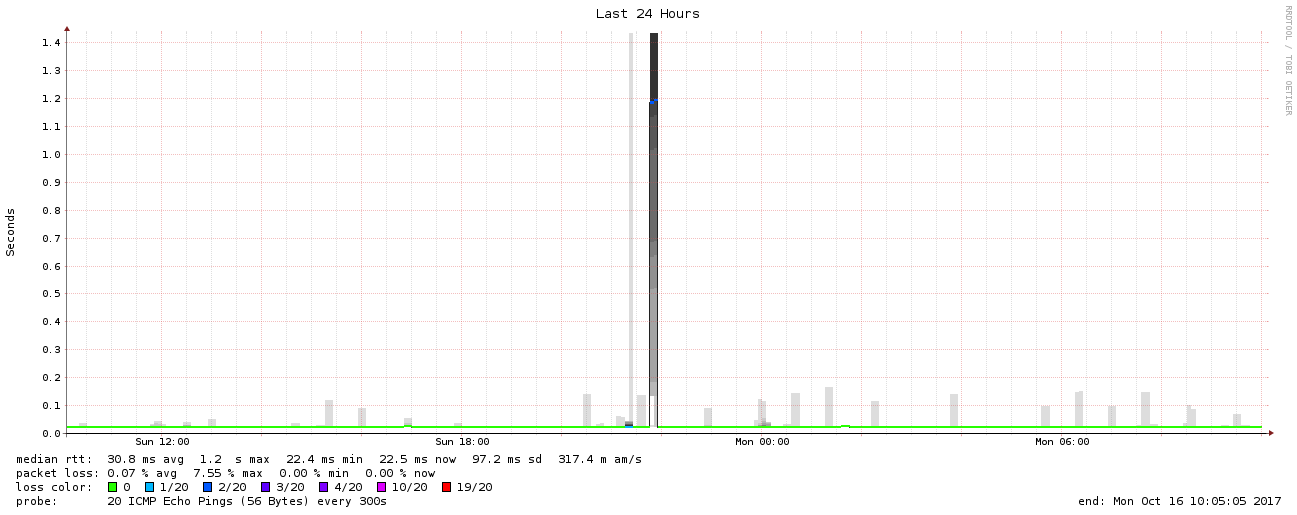 Last 24 Hours
RRDTOOL / TOBI OETIKER
Seconds
1.4
1.3
1.2
1.1
1.0
0.9
0.8
0.7
0.6
0.5
0.4
0.3
0.2
0.1
0.0
Sun 12:00 Sun 18:00 Mon 00:00 Mon 06:00
median rtt: 30.8 ms avg 1.2 s max 22.4 ms min 22.5 ms now 97.2 ms sd 317.4 m am/s
packet loss: 0.07 % avg 7.55 % max 0.00 % min 0.00 % now
loss color: 0 1/20 2/20 3/20 4/20 10/20 19/20
probe: 20 ICMP Echo Pings (56 Bytes) every 300s end: Mon Oct 16 10:05:05 2017